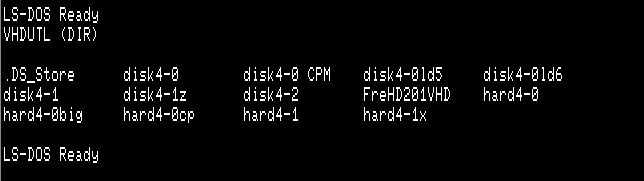 LS-DOS Ready
VHDUTL (DIR)
.DS_Store disk4-0 disk4-0 CPM disk4-0ld5 disk4-0ld6
disk4-1 disk4-1z disk4-2 FreHD201VHD hard4-0
hard4-0big hard4-0cp hard4-1 hard4-1x
LS-DOS Ready